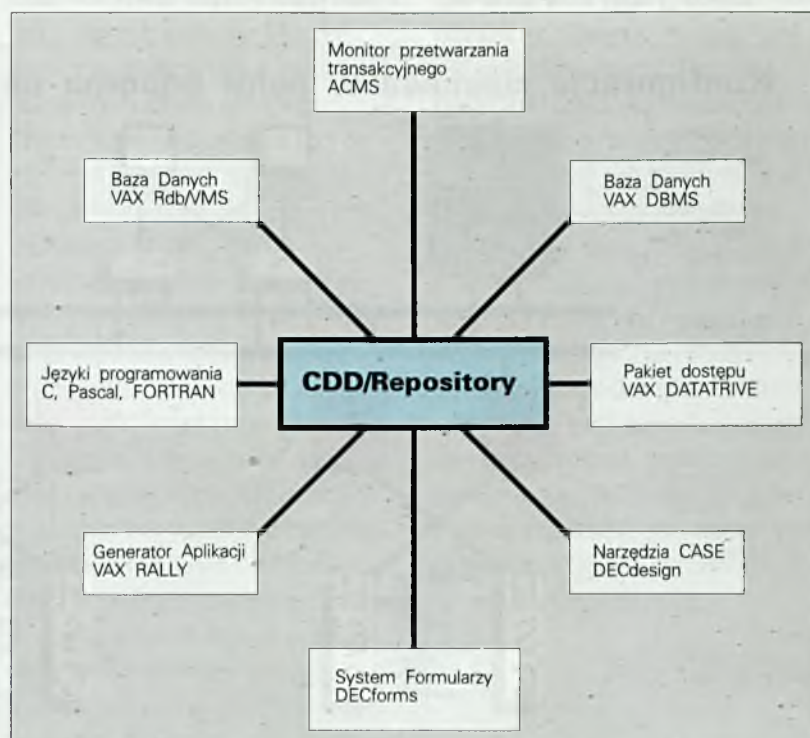 Monitor przetwarzania
transakcyjnego
ACMS
Baza Danych
VAX Rdb/VMS
Baza Danych
VAX DBMS
Języki programowania
C, Pascal, FORTRAN
CDD/Repository
Pakiet dostępu
VAX DATATRIVE
Generator Aplikacji
VAX RALLY
Narzędzia CASE
DECdesign
System Formularzy
DECforms